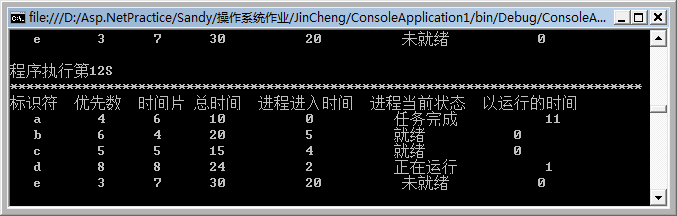 file:///D:/Asp.NetPractice/Sandy/操作系统作业/JinCheng/ConsoleApplication1/bin/Debug/ConsoleA...
e 3 7 30 20 未就绪 0
程序执行第12S
********************************************************************************
标识符 优先数 时间片 总时间 进程进入时间 进程当前状态 以运行的时间
a 4 6 10 0 任务完成 11
b 6 4 20 5 就绪 0
c 5 5 15 4 就绪 0
d 8 8 24 2 正在运行 1
e 3 7 30 20 未就绪 0